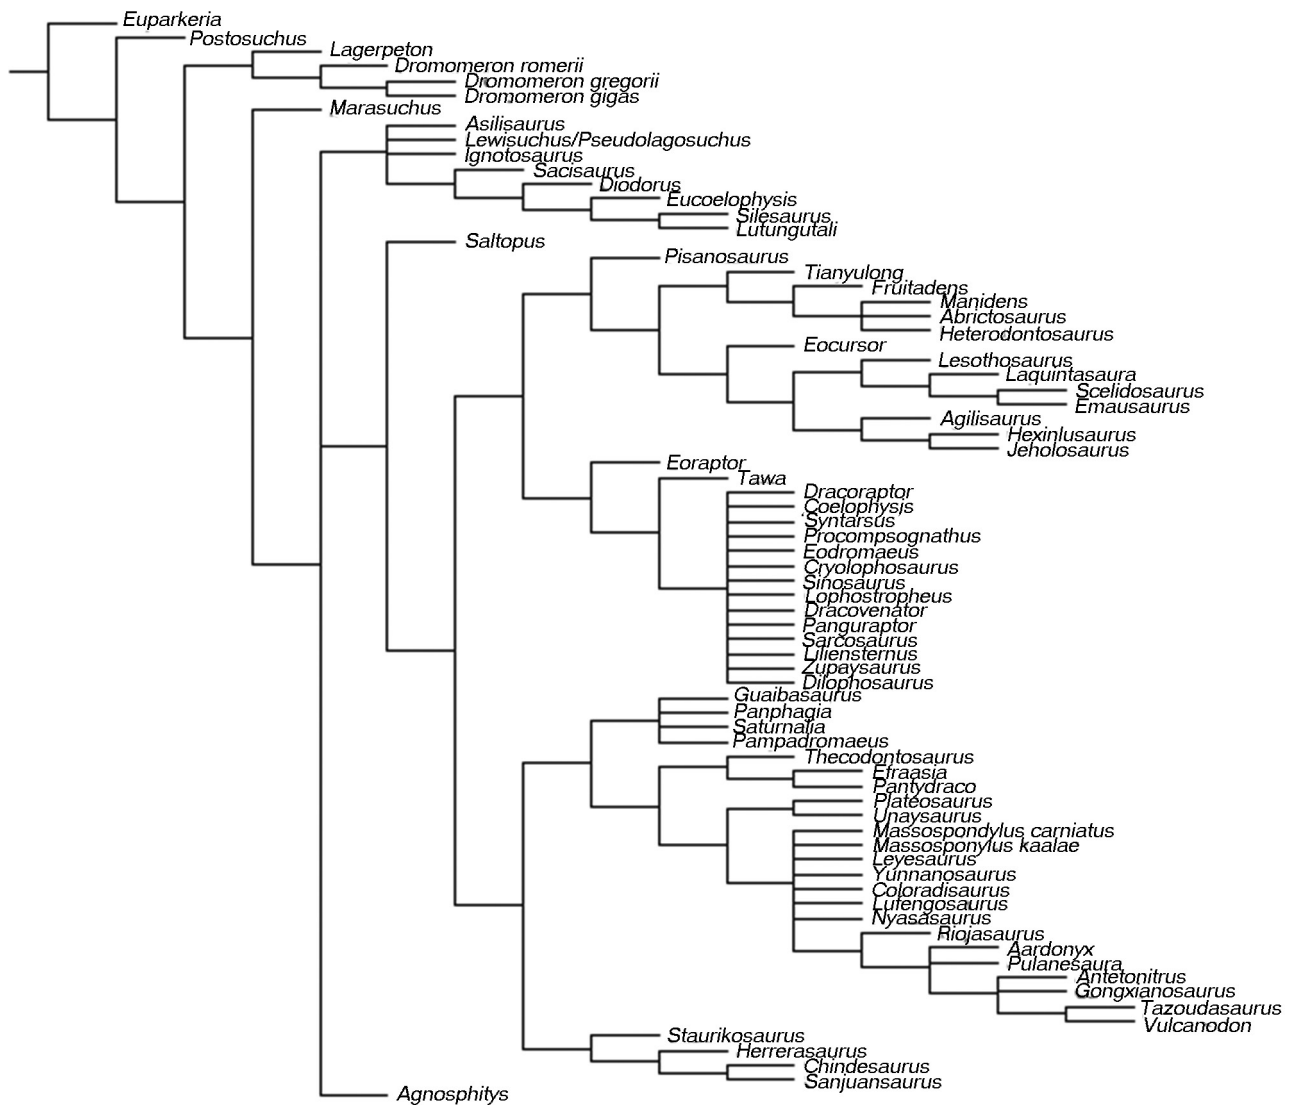 Euparkeria
Postosuchus
Lagerpeton
Dromomeron romerii
Dromomeron gregorii
Dromomeron gigas
Marasuchus
Asilisaurus
Lewisuchus/Pseudolagosuchus
Ignotosaurus
Sacisaurus
Diodorus
Eucoelophysis
Silesaurus
Lutungutali
Saltopus
Pisanosaurus
Tianyulong
Fruitadens
Manidens
Abrictosaurus
Heterodontosaurus
Eocursor
Lesothosaurus
Laquintasaura
Scelidosaurus
Emausaurus
Agilisaurus
Hexinlusaurus
Jeholosaurus
Eoraptor
Tawa
Dracoraptor
Coelophysis
Syntarsus
Procompsognathus
Eodromaeus
Cryolophosaurus
Sinosaurus
Lophostropheus
Dracovenator
Panguraptor
Sarcosaurus
Liliensternus
Zupaysaurus
Dilophosaurus
Guaibasaurus
Panphagia
Saturnalia
Pampadromaeus
Thecodontosaurus
Efraasia
Pantydraco
Plateosaurus
Unaysaurus
Massospondylus carniatus
Massosponylus kaalae
Leyesaurus
Yunnanosaurus
Coloradisaurus
Lufengosaurus
Nyasasaurus
Riojasaurus
Aardonyx
Pulanesaura
Antetonitrus
Gongxianosaurus
Tazoudasaurus
Vulcanodon
Staurikosaurus
Herrerasaurus
Chindesaurus
Sanjuansaurus
Agnosphitys